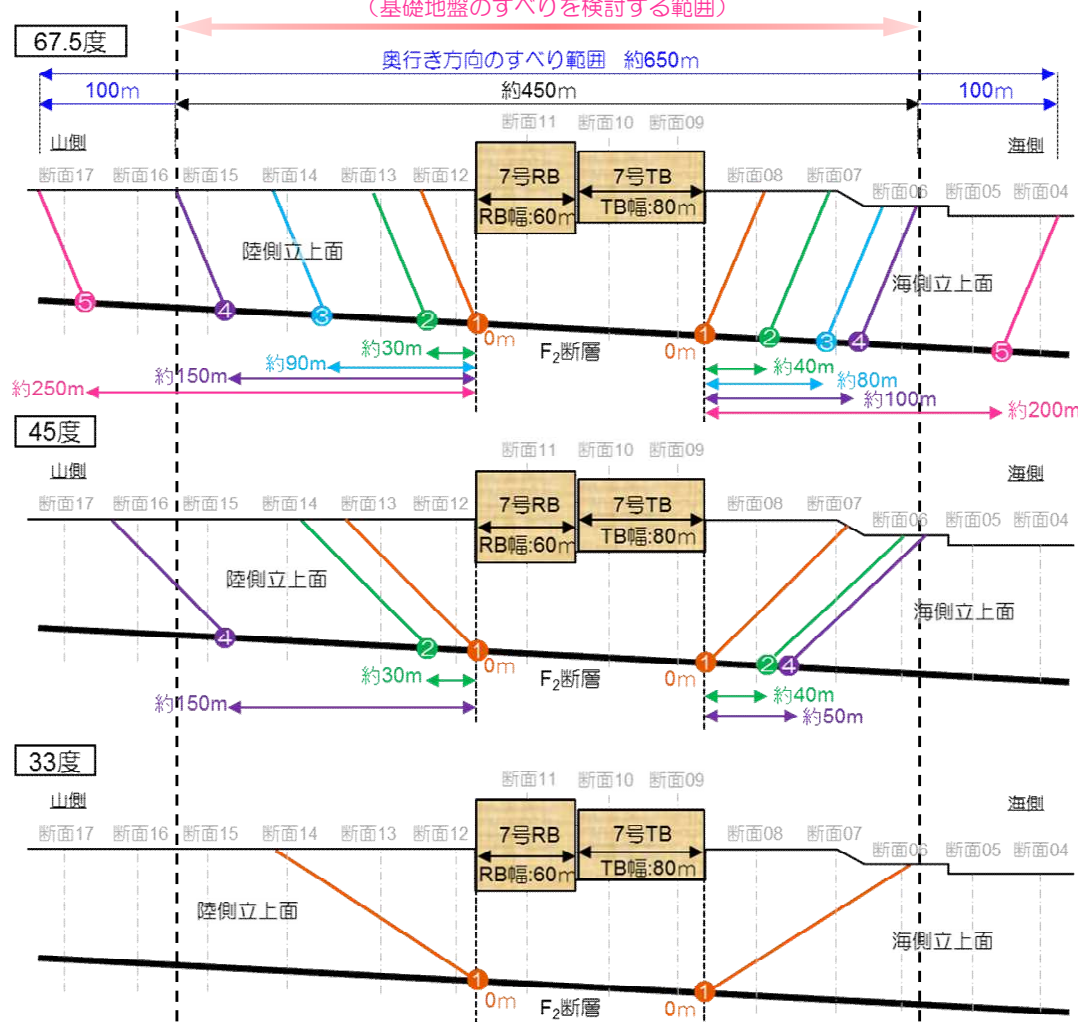 (基礎地盤のすべりを検討する範囲)
67.5度
奥行き方向のすべり範囲 約650m
100m
約450m
100m
山側
断面11 断面10 断面09
海側
断面17 断面16 断面15 断面14 断面13 断面12
7号RB
RB幅:60m
7号TB
TB幅:80m
断面08 断面07 断面06 断面05 断面04
陸側立上面
海側立上面
⑤ ④ ③ ② ①
① ② ③ ④ ⑤
0m
F₂断層
0m
約30m
約90m
約150m
約250m
約40m
約80m
約100m
約200m
45度
山側
断面11 断面10 断面09
海側
断面17 断面16 断面15 断面14 断面13 断面12
7号RB
RB幅:60m
7号TB
TB幅:80m
断面08 断面07 断面06 断面05 断面04
陸側立上面
海側立上面
④ ② ①
① ② ④
0m
F₂断層
0m
約30m
約150m
約40m
約50m
33度
山側
断面11 断面10 断面09
海側
断面17 断面16 断面15 断面14 断面13 断面12
7号RB
RB幅:60m
7号TB
TB幅:80m
断面08 断面07 断面06 断面05 断面04
陸側立上面
海側立上面
①
①
0m
F₂断層
0m